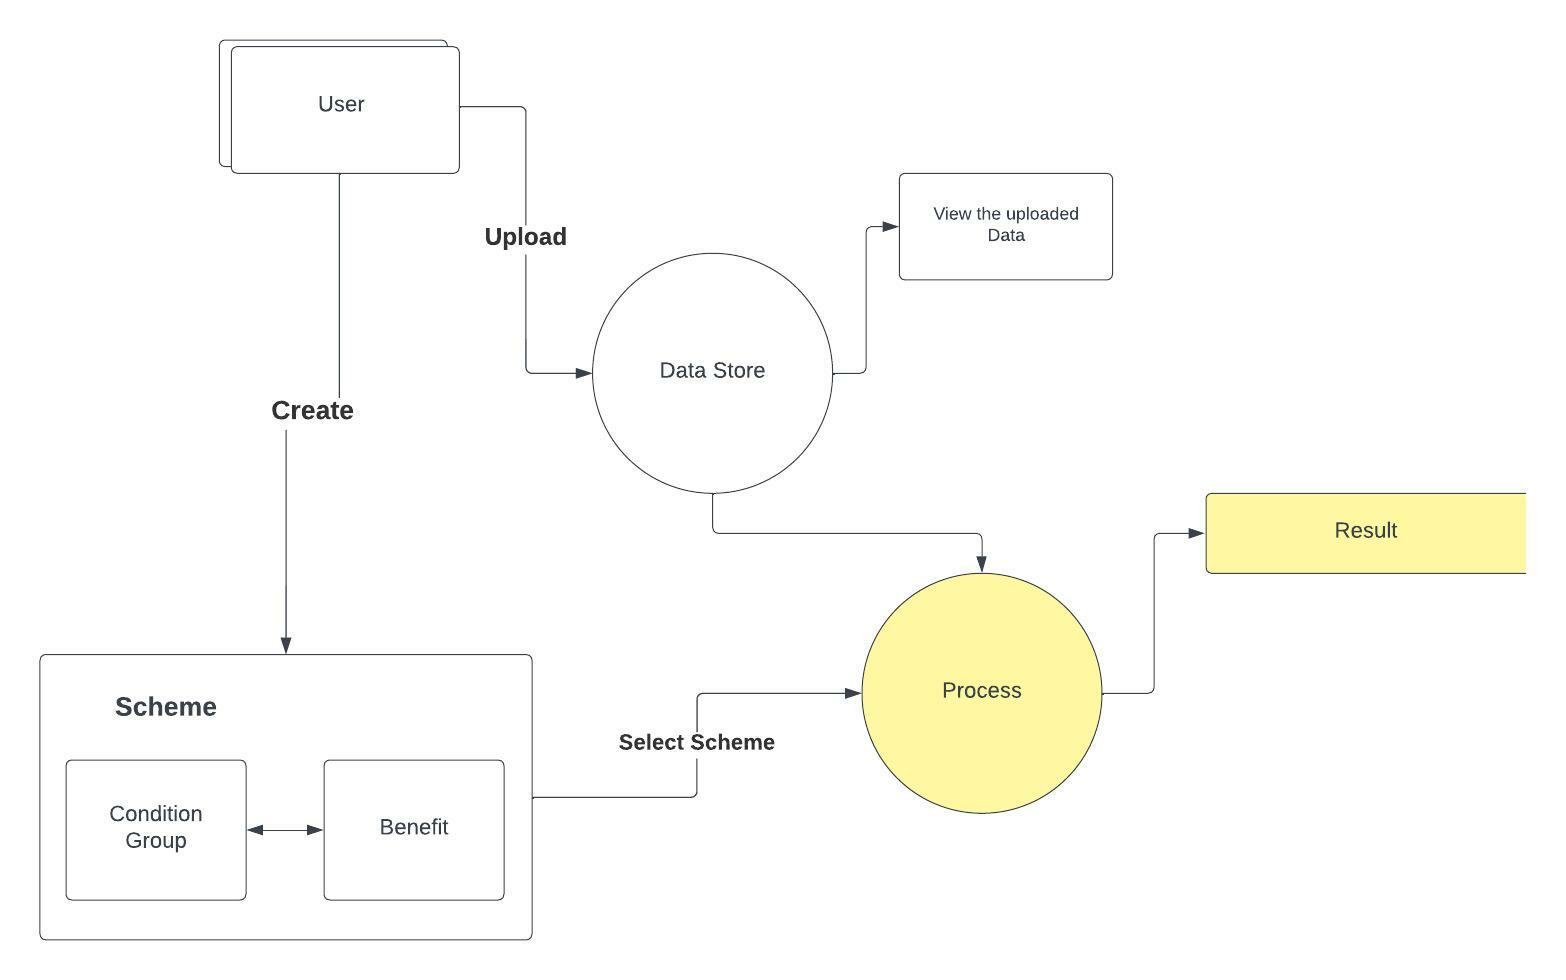 User
Upload
View the uploaded
Data
Data Store
Create
Result
Process
Scheme
Select Scheme
Condition
Group
Benefit